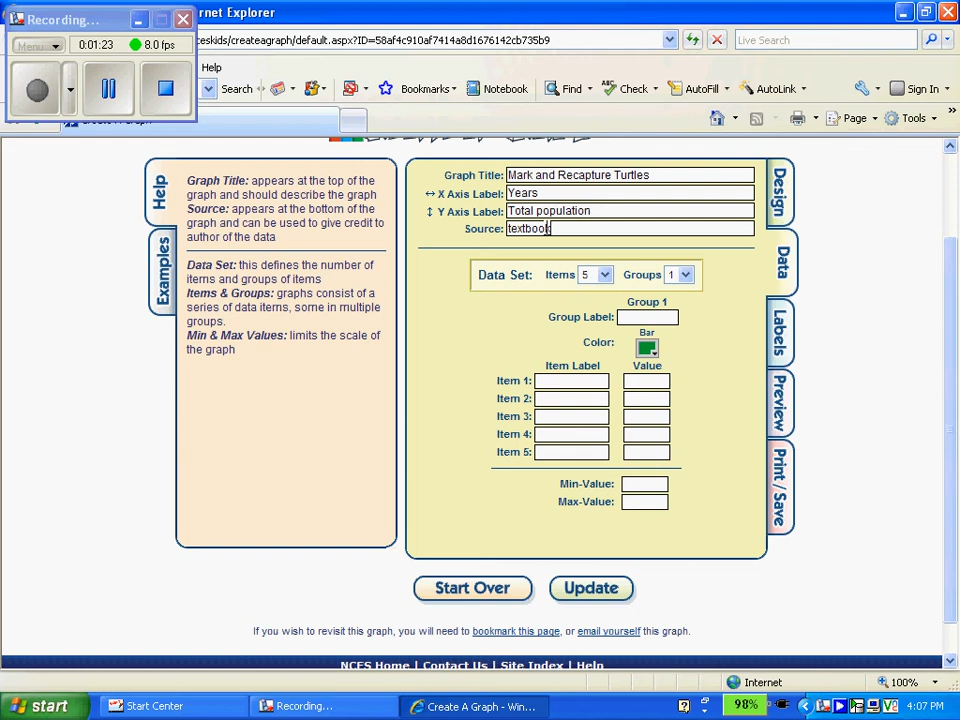 Recording...
rnet Explorer
Menu
0:01:23
8.0 fps
ceskids/createagraph/default.aspx?ID=58af4c910af7414a8d1676142cb735b9
Live Search
Help
Search
Bookmarks
Notebook
Find
Check
AutoFill
AutoLink
Sign In
Page
Tools
Help
Examples
Graph Title: appears at the top of the
graph and should describe the graph
Source: appears at the bottom of the
graph and can be used to give credit to
author of the data
Data Set: this defines the number of
items and groups of items
Items & Groups: graphs consist of a
series of data items, some in multiple
groups.
Min & Max Values: limits the scale of
the graph
Graph Title: Mark and Recapture Turtles
X Axis Label: Years
Y Axis Label: Total population
Source: textbook
Data Set: Items 5 Groups 1
Group 1
Group Label:
Bar
Color:
Item Label Value
Item 1:
Item 2:
Item 3:
Item 4:
Item 5:
Min-Value:
Max-Value:
Design
Data
Labels
Preview
Print / Save
Start Over
Update
If you wish to revisit this graph, you will need to bookmark this page, or email yourself this graph.
NCES Home | Contact Us | Site Index | Help
Internet
100%
start
Start Center
Recording...
Create A Graph - Win...
98%
4:07 PM